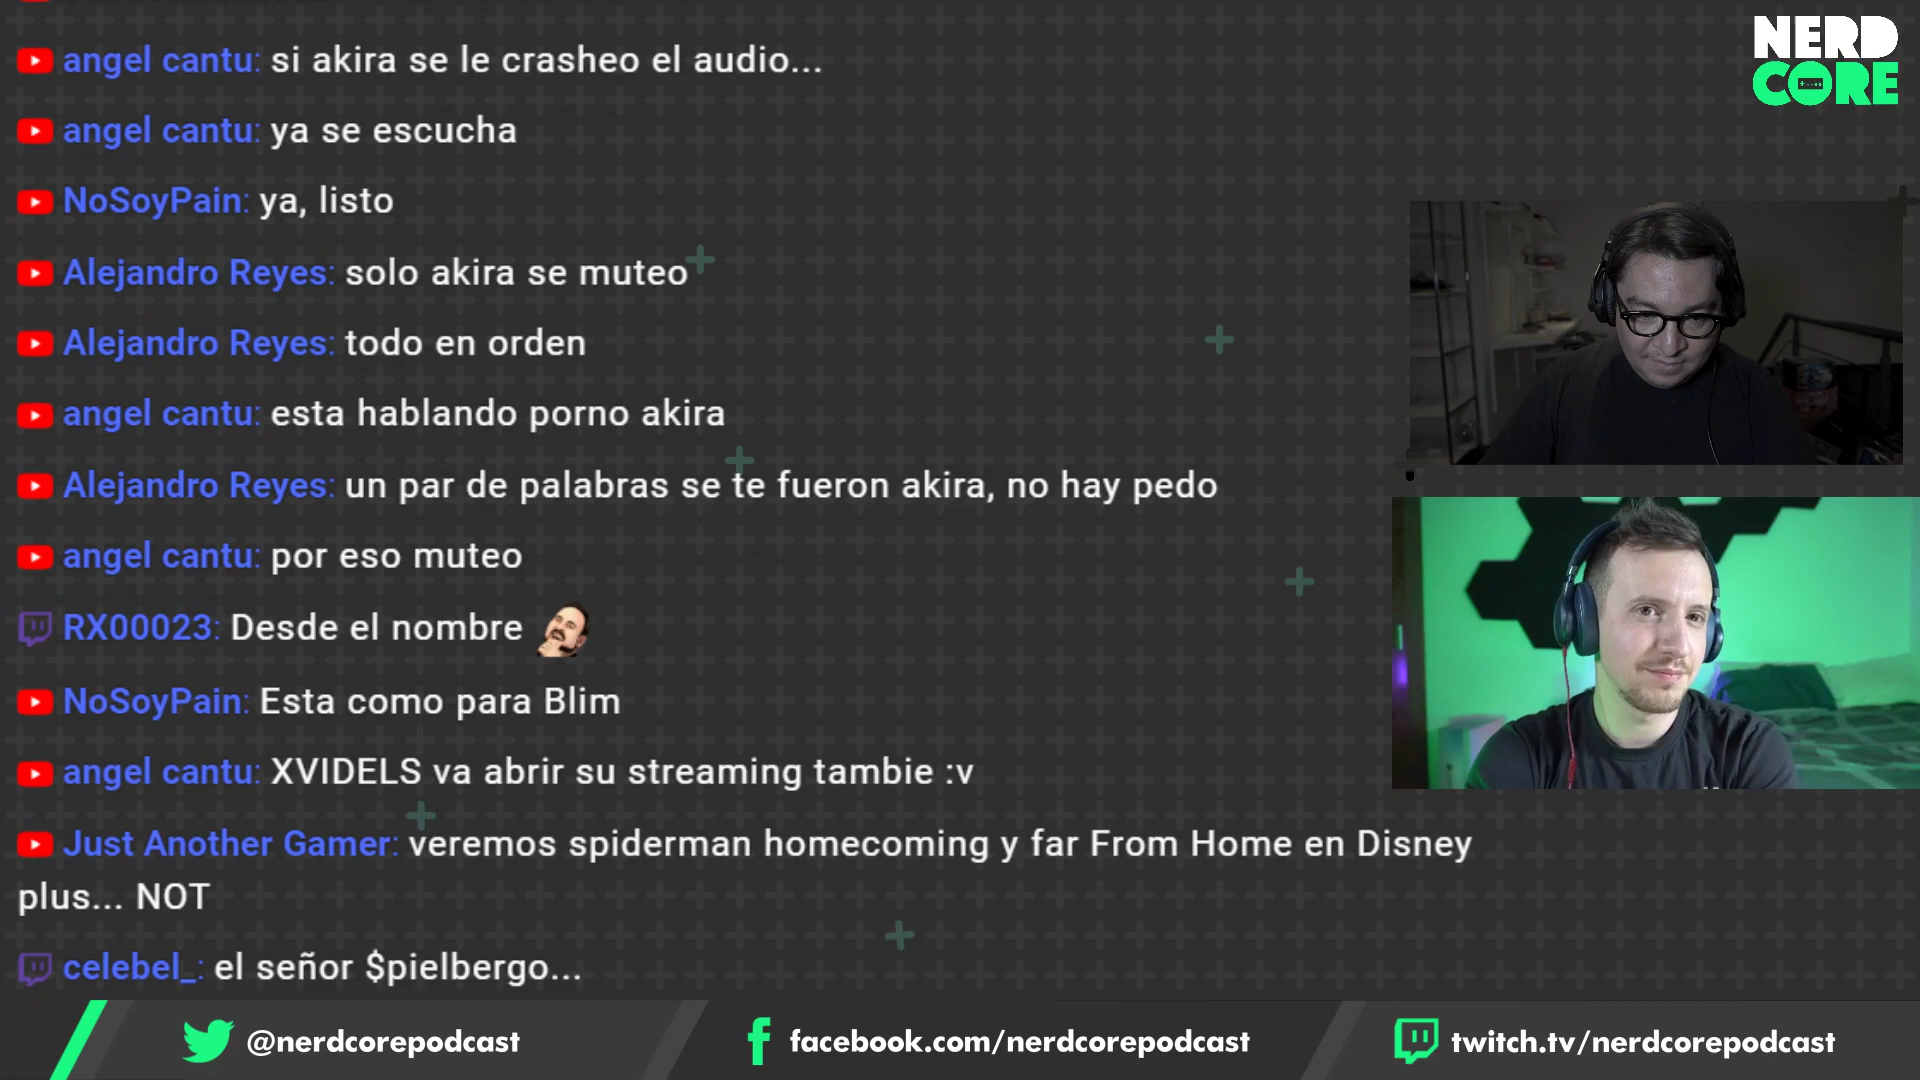 NERD
CORE
angel cantu: si akira se le crasheo el audio...
angel cantu: ya se escucha
NoSoyPain: ya, listo
Alejandro Reyes: solo akira se muteo
Alejandro Reyes: todo en orden
angel cantu: esta hablando porno akira
Alejandro Reyes: un par de palabras se te fueron akira, no hay pedo
angel cantu: por eso muteo
RX00023: Desde el nombre
NoSoyPain: Esta como para Blim
angel cantu: XVIDELS va abrir su streaming tambie :v
Just Another Gamer: veremos spiderman homecoming y far From Home en Disney
plus... NOT
celebel_: el señor $pielbergo...
@nerdcorepodcast
facebook.com/nerdcorepodcast
twitch.tv/nerdcorepodcast